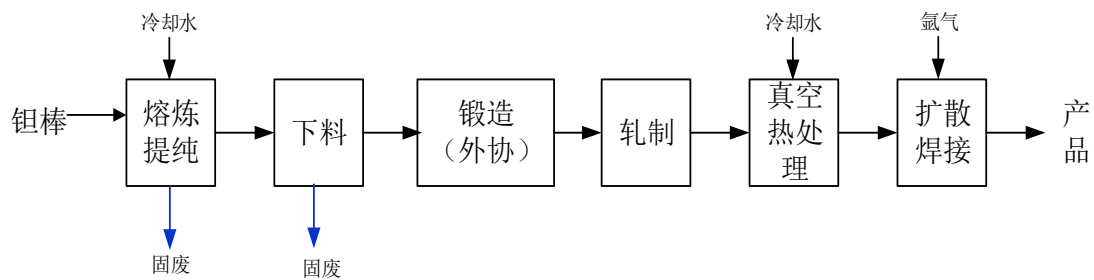 冷却水
冷却水
氩气
钽棒
熔炼
提纯
下料
锻造
（外协）
轧制
真空
热处
理
扩散
焊接
产
品
固废
固废